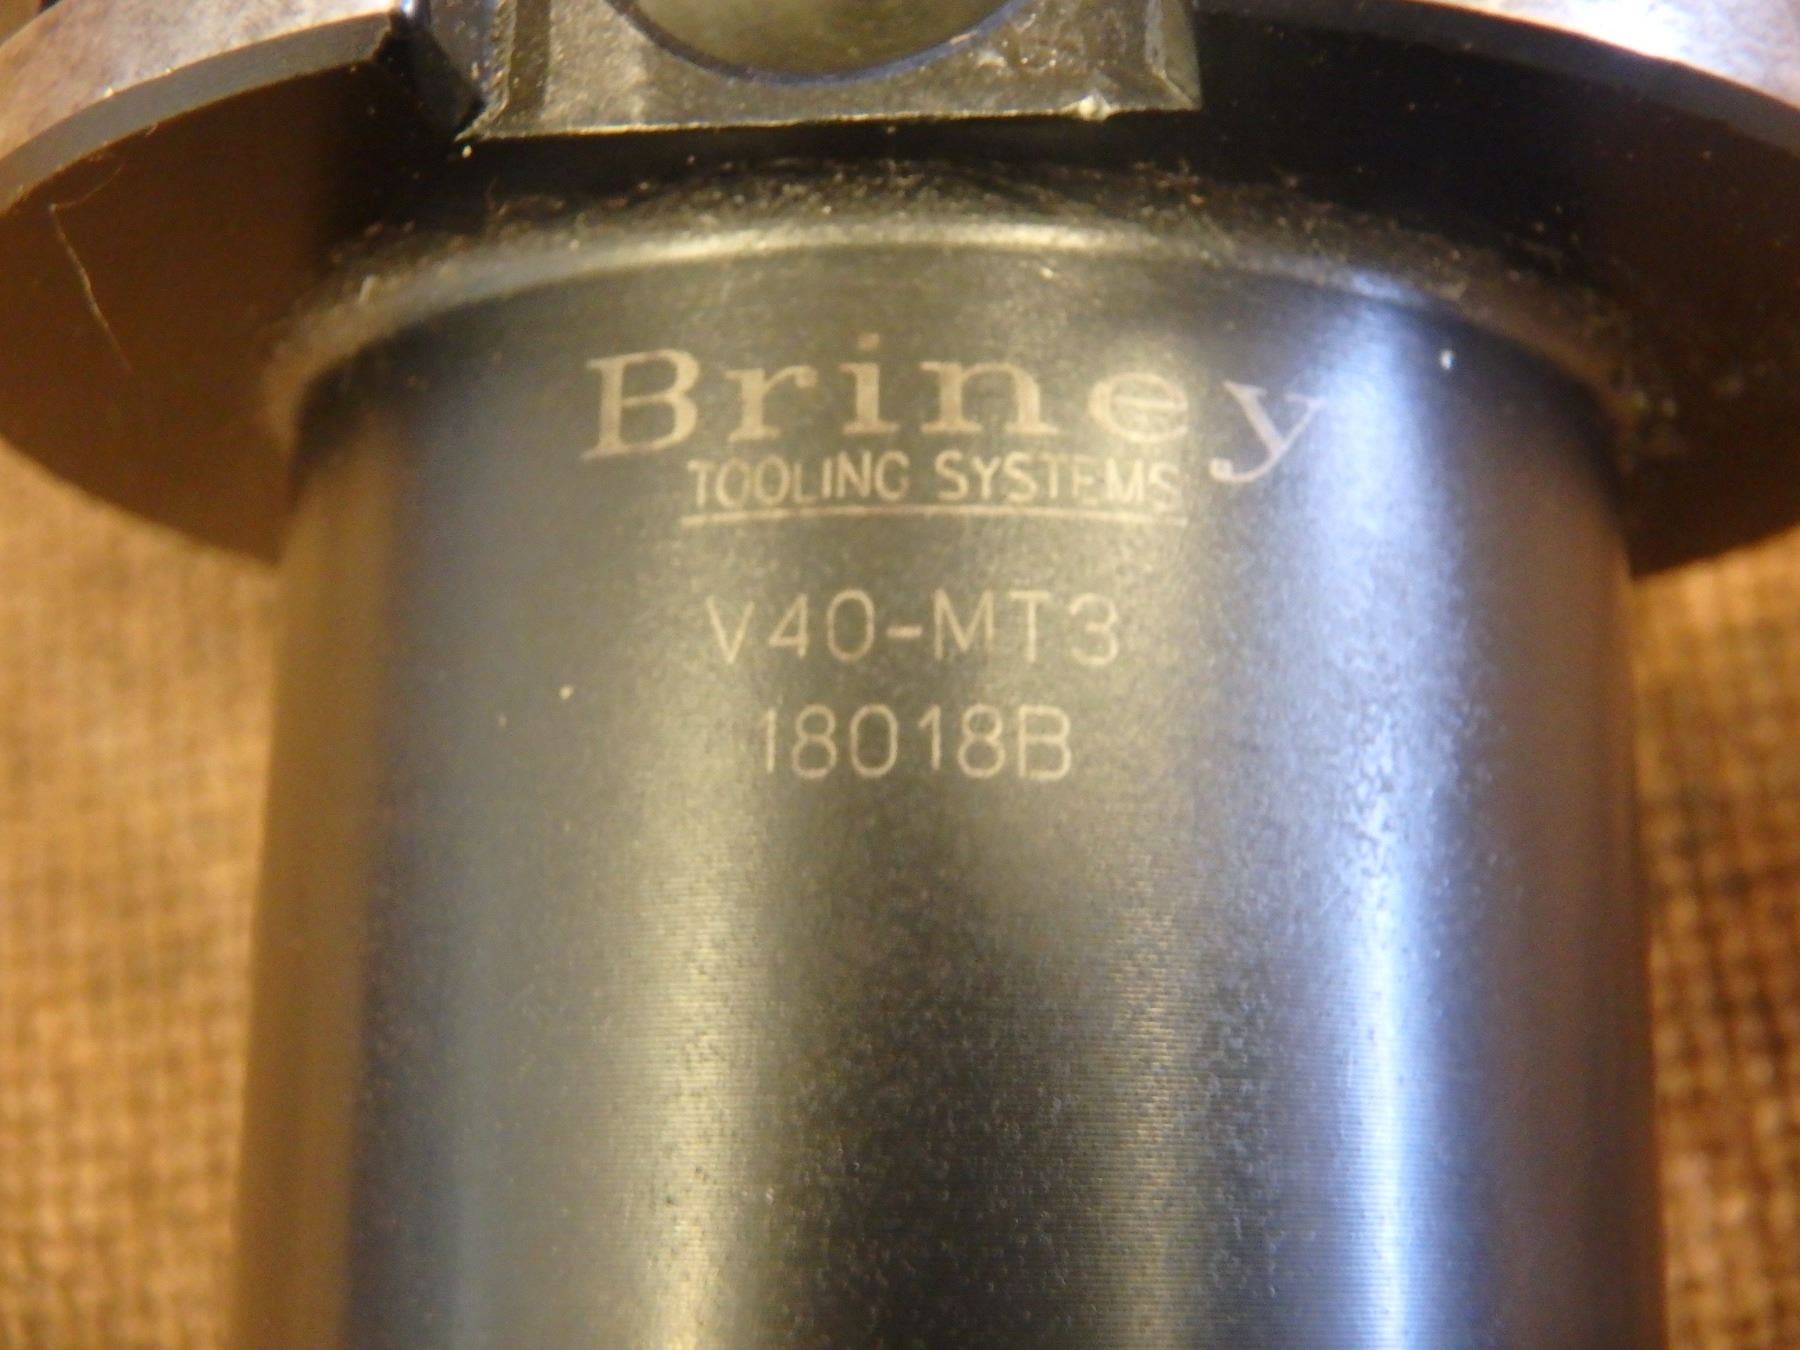 Briney
TOOLING SYSTEMS
V40-MT3
18018B